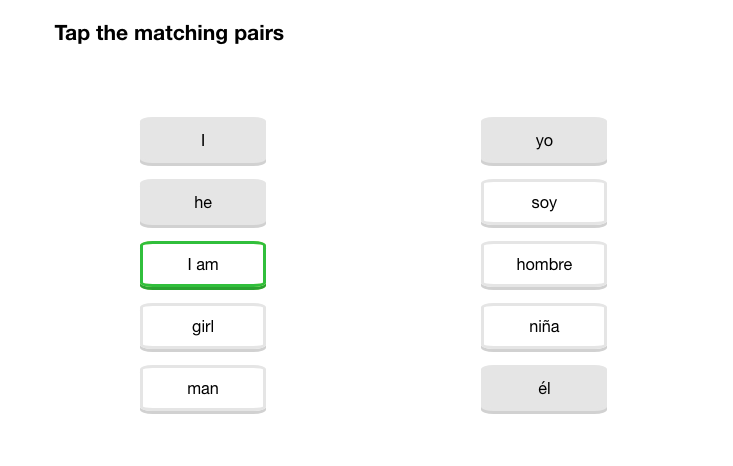 Tap the matching pairs
I
yo
he
soy
I am
hombre
girl
niña
man
él